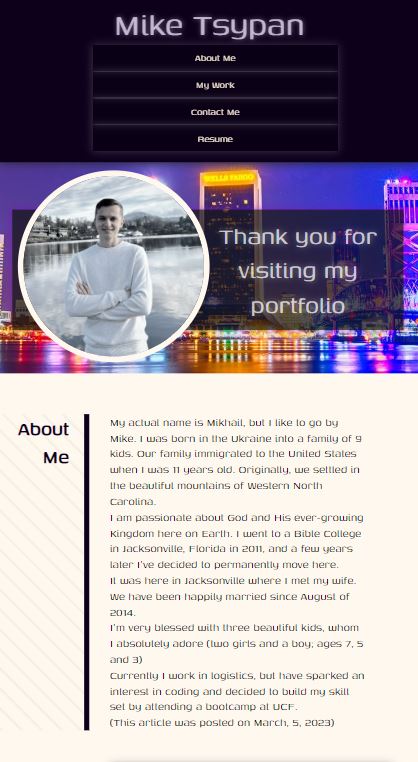 Mike Tsypan
About Me
My Work
Contact Me
Resume
WELLS FARGO
Thank you for
visiting my
portfolio
About
Me
My actual name is Mikhail, but I like to go by
Mike. I was born in the Ukraine into a family of 9
kids. Our family immigrated to the United States
when I was 11 years old. Originally, we settled in
the beautiful mountains of Western North
Carolina.
I am passionate about God and His ever-growing
Kingdom here on Earth. I went to a Bible College
in Jacksonville, Florida in 2011, and a few years
later I've decided to permanently move here.
It was here in Jacksonville where I met my wife.
We have been happily married since August of
2014.
I'm very blessed with three beautiful kids, whom
I absolutely adore (two girls and a boy; ages 7, 5
and 3)
Currently I work in logistics, but have sparked an
interest in coding and decided to build my skill
set by attending a bootcamp at UCF.
(This article was posted on March, 5, 2023)